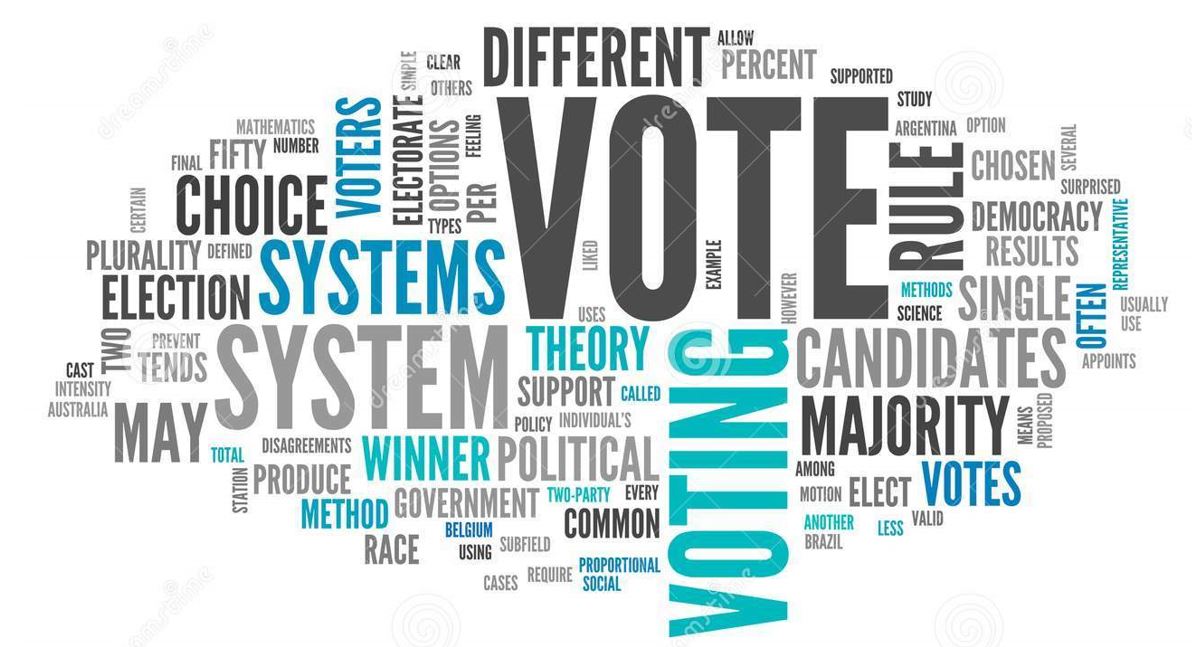 DIFFERENT
ALLOW
PERCENT
SUPPORTED
CLEAR
SIMPLE
OTHERS
VOTE
STUDY
ARGENTINA
OPTION
MATHEMATICS
NUMBER
FIFTY
FINAL
VOTERS
ELECTORATE
OPTIONS
FEELING
RULE
CHOSEN
SEVERAL
SURPRISED
CHOICE
CERTAIN
TYPES
PER
DEMOCRACY
REPRESENTATIVE
PLURALITY
DEFINED
SYSTEMS
LIKED
EXAMPLE
RESULTS
ELECTION
METHODS
SINGLE
OFTEN
USUALLY
USE
SCIENCE
HOWEVER
USES
TWO
PREVENT
TENDS
SYSTEM
THEORY
VOTING
CANDIDATES
APPOINTS
CAST
INTENSITY
AUSTRALIA
SUPPORT
CALLED
MAY
POLICY
INDIVIDUAL'S
MAJORITY
MEANS
PROPOSED
TOTAL
DISAGREEMENTS
WINNER
POLITICAL
AMONG
STATION
PRODUCE
MOTION
ELECT
VOTES
METHOD
GOVERNMENT
TWO-PARTY
EVERY
COMMON
ANOTHER
LESS
VALID
BRAZIL
BELGIUM
RACE
USING
SUBFIELD
CASES
REQUIRE
PROPORTIONAL
SOCIAL
dreamstime
dreamstime
dreamstime
dreamstime